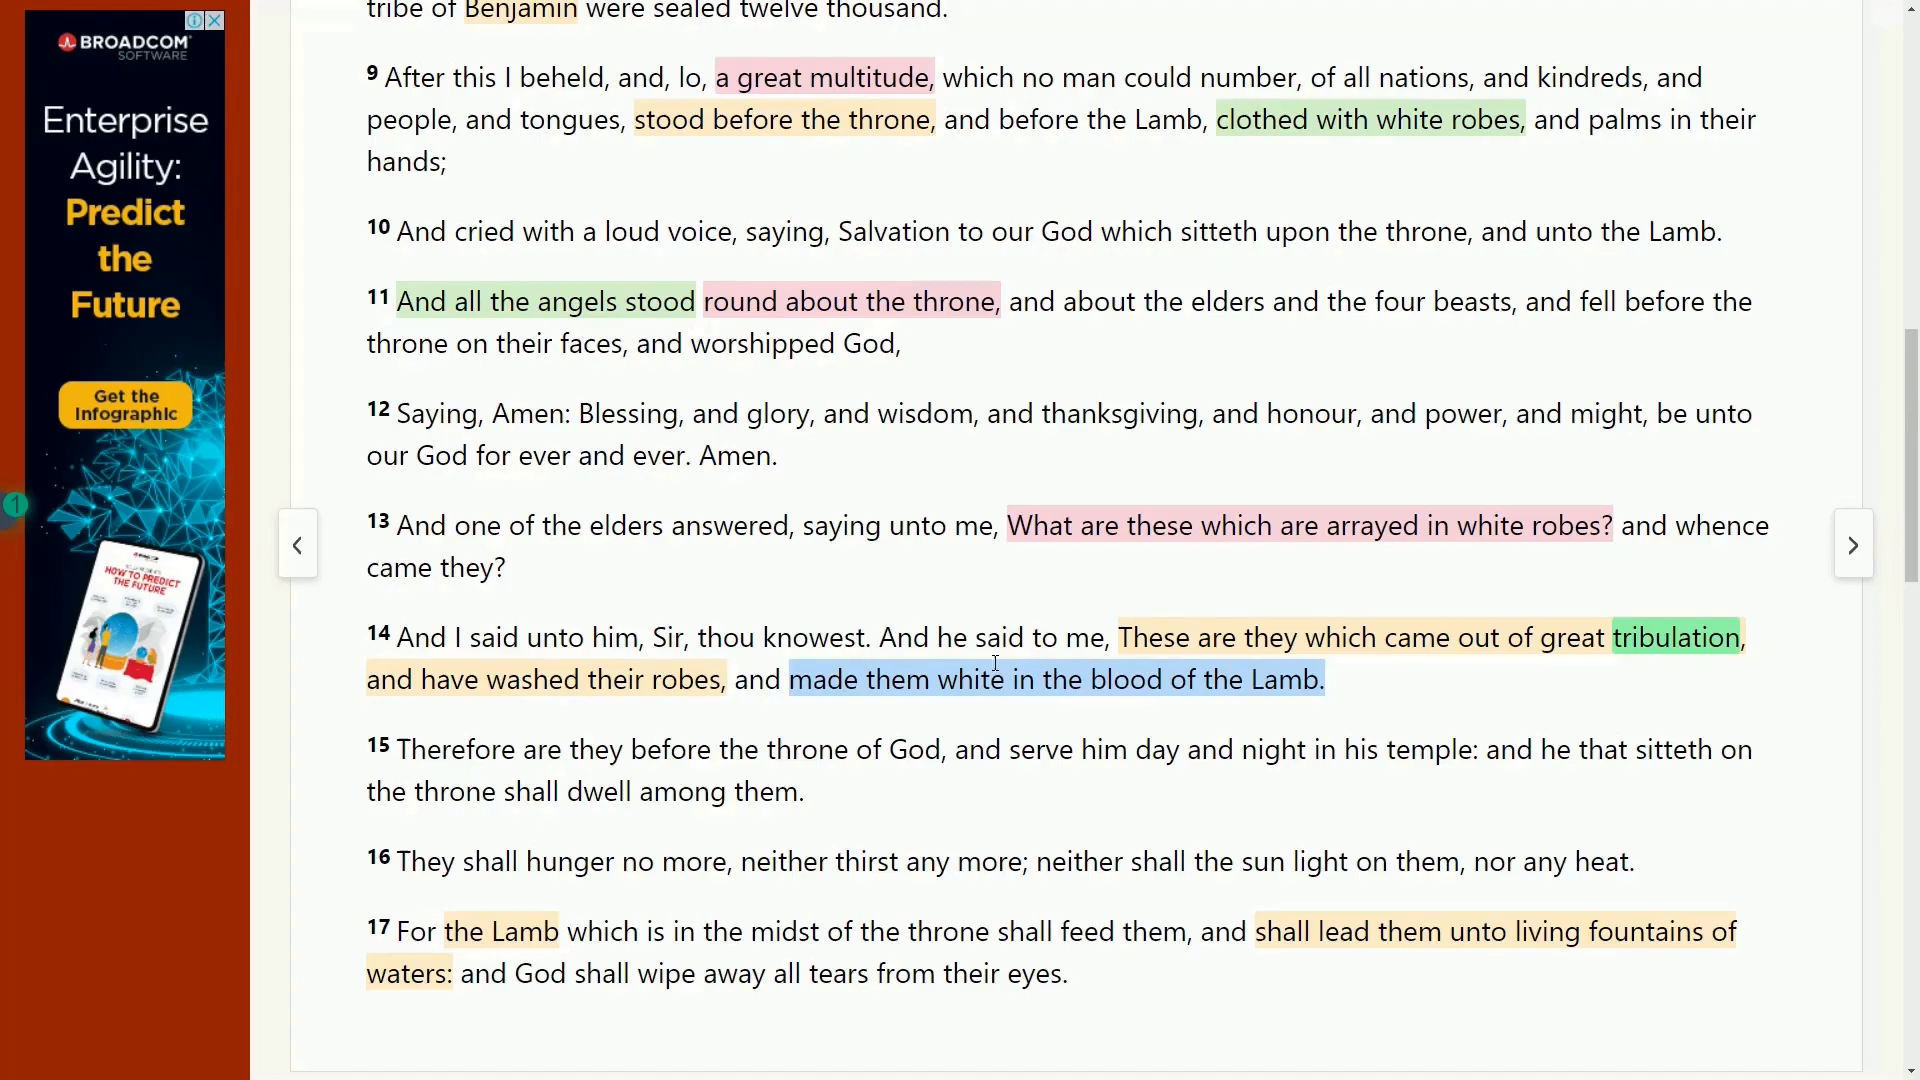 BROADCOM
SOFTWARE
Enterprise
Agility:
Predict
the
Future
Get the
Infographic
HOW TO PREDICT
THE FUTURE
1
tribe of Benjamin were sealed twelve thousand.
9 After this I beheld, and, lo, a great multitude, which no man could number, of all nations, and kindreds, and
people, and tongues, stood before the throne, and before the Lamb, clothed with white robes, and palms in their
hands;
10 And cried with a loud voice, saying, Salvation to our God which sitteth upon the throne, and unto the Lamb.
11 And all the angels stood round about the throne, and about the elders and the four beasts, and fell before the
throne on their faces, and worshipped God,
12 Saying, Amen: Blessing, and glory, and wisdom, and thanksgiving, and honour, and power, and might, be unto
our God for ever and ever. Amen.
13 And one of the elders answered, saying unto me, What are these which are arrayed in white robes? and whence
came they?
14 And I said unto him, Sir, thou knowest. And he said to me, These are they which came out of great tribulation,
and have washed their robes, and made them white in the blood of the Lamb.
15 Therefore are they before the throne of God, and serve him day and night in his temple: and he that sitteth on
the throne shall dwell among them.
16 They shall hunger no more, neither thirst any more; neither shall the sun light on them, nor any heat.
17 For the Lamb which is in the midst of the throne shall feed them, and shall lead them unto living fountains of
waters: and God shall wipe away all tears from their eyes.